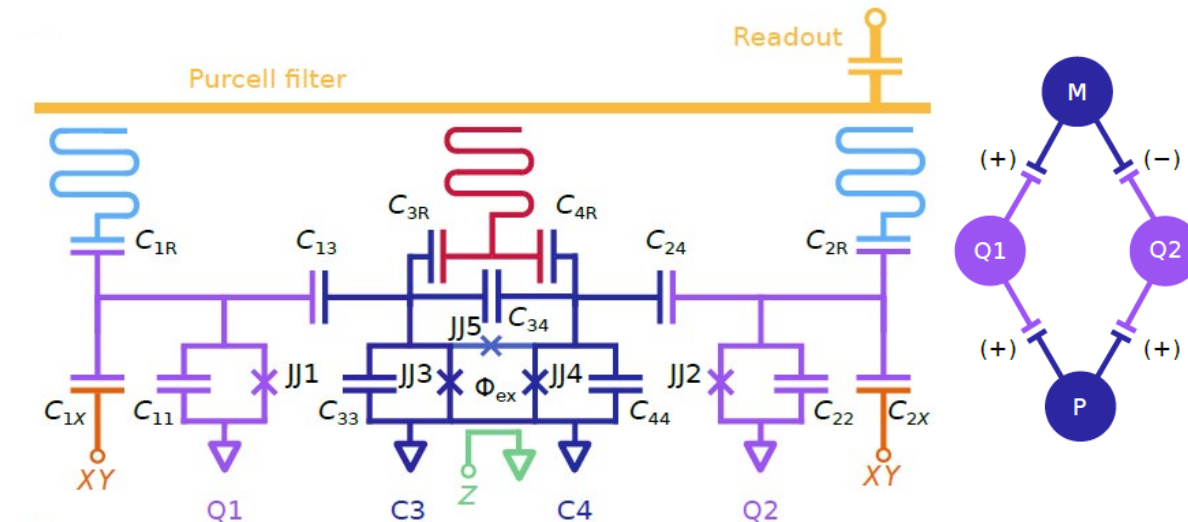 Readout
Purcell filter
M
(+)
(−)
C3R
C4R
C1R
C13
C24
C2R
Q1
Q2
C34
JJ5
JJ1
JJ3
Φex
JJ4
JJ2
(+)
(+)
C1X
C11
C33
C44
C22
C2X
P
XY
Z
XY
Q1
C3
C4
Q2